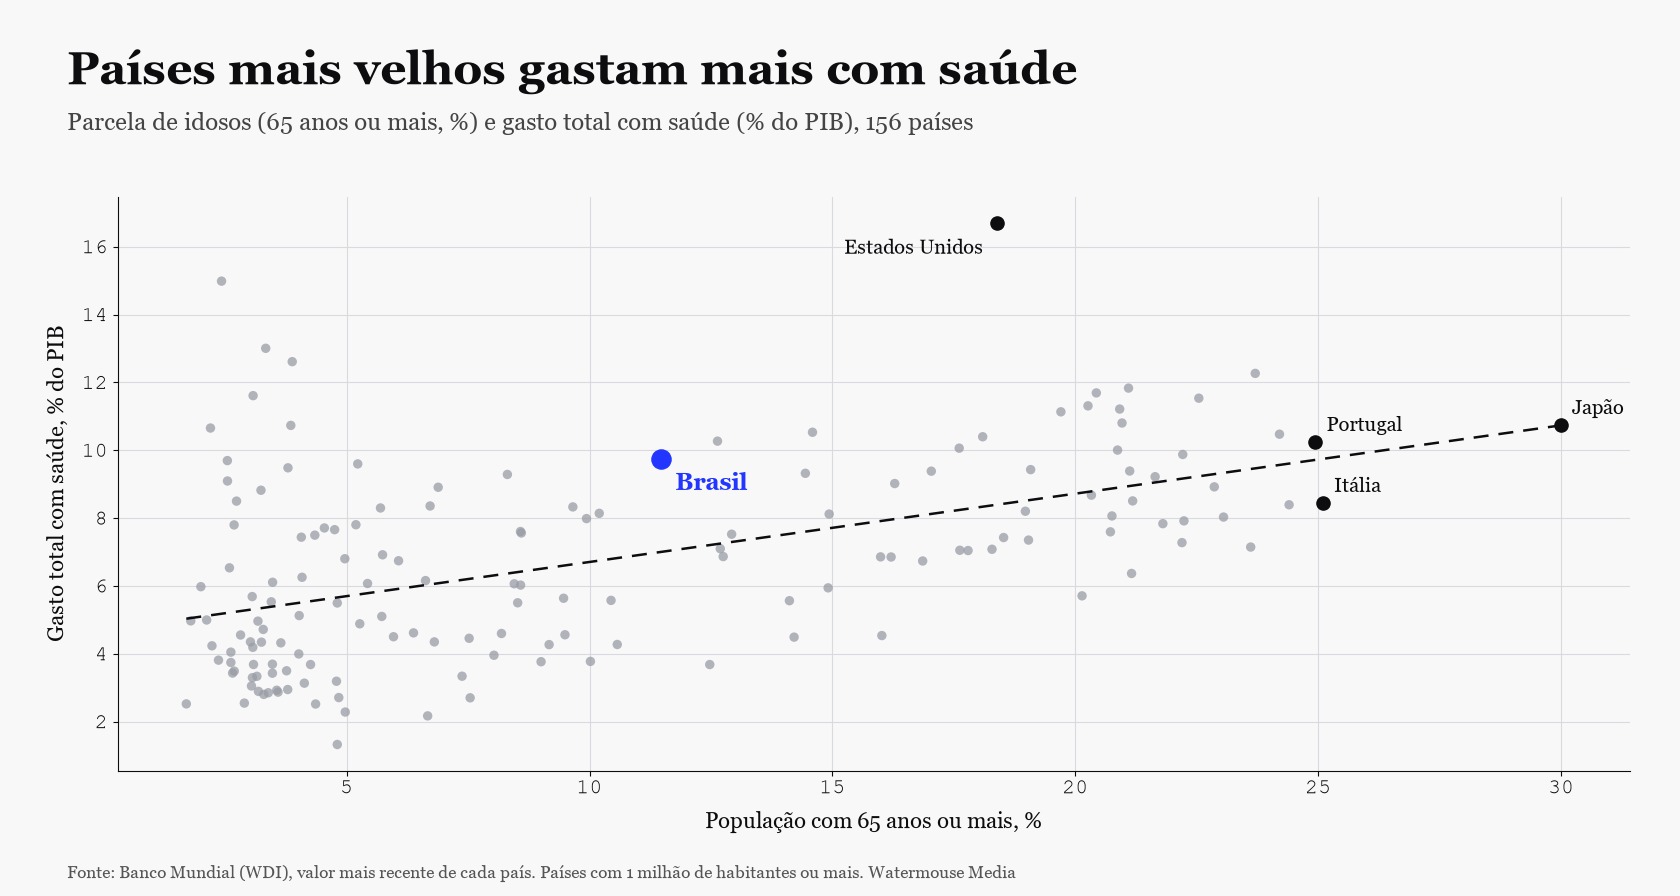 Países mais velhos gastam mais com saúde
Parcela de idosos (65 anos ou mais, %) e gasto total com saúde (% do PIB), 156 países
Gasto total com saúde, % do PIB
16
14
12
10
8
6
4
2
Estados Unidos
Japão
Portugal
Itália
Brasil
5
10
15
20
25
30
População com 65 anos ou mais, %
Fonte: Banco Mundial (WDI), valor mais recente de cada país. Países com 1 milhão de habitantes ou mais. Watermouse Media